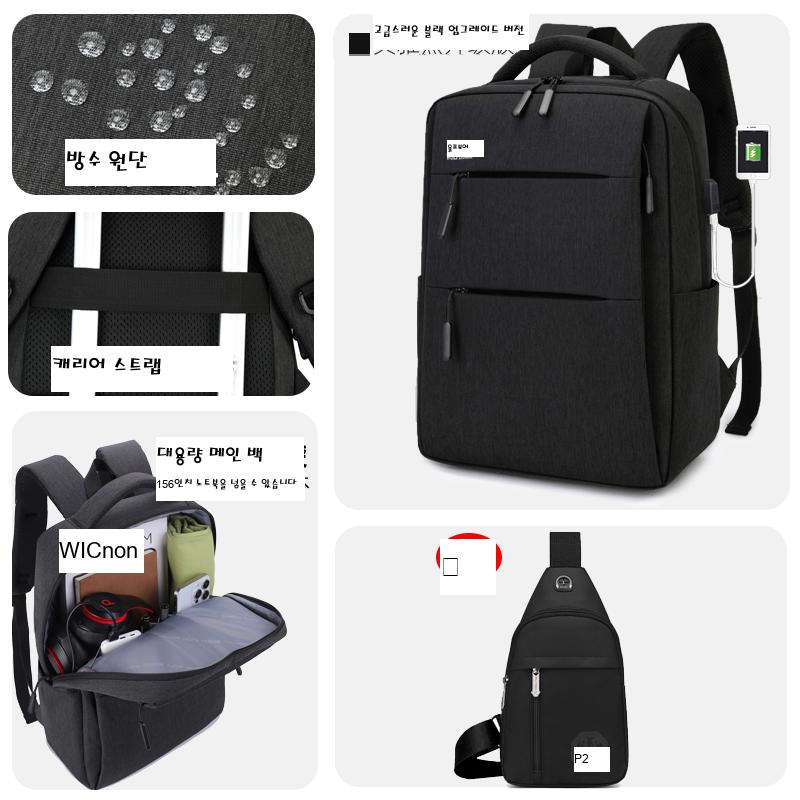 방수 원단
고급스러운 블랙 업그레이드 버전
캐리어 스트랩
대용량 메인 백
156인치 노트북을 넣을 수 있습니다
WICnon
P2